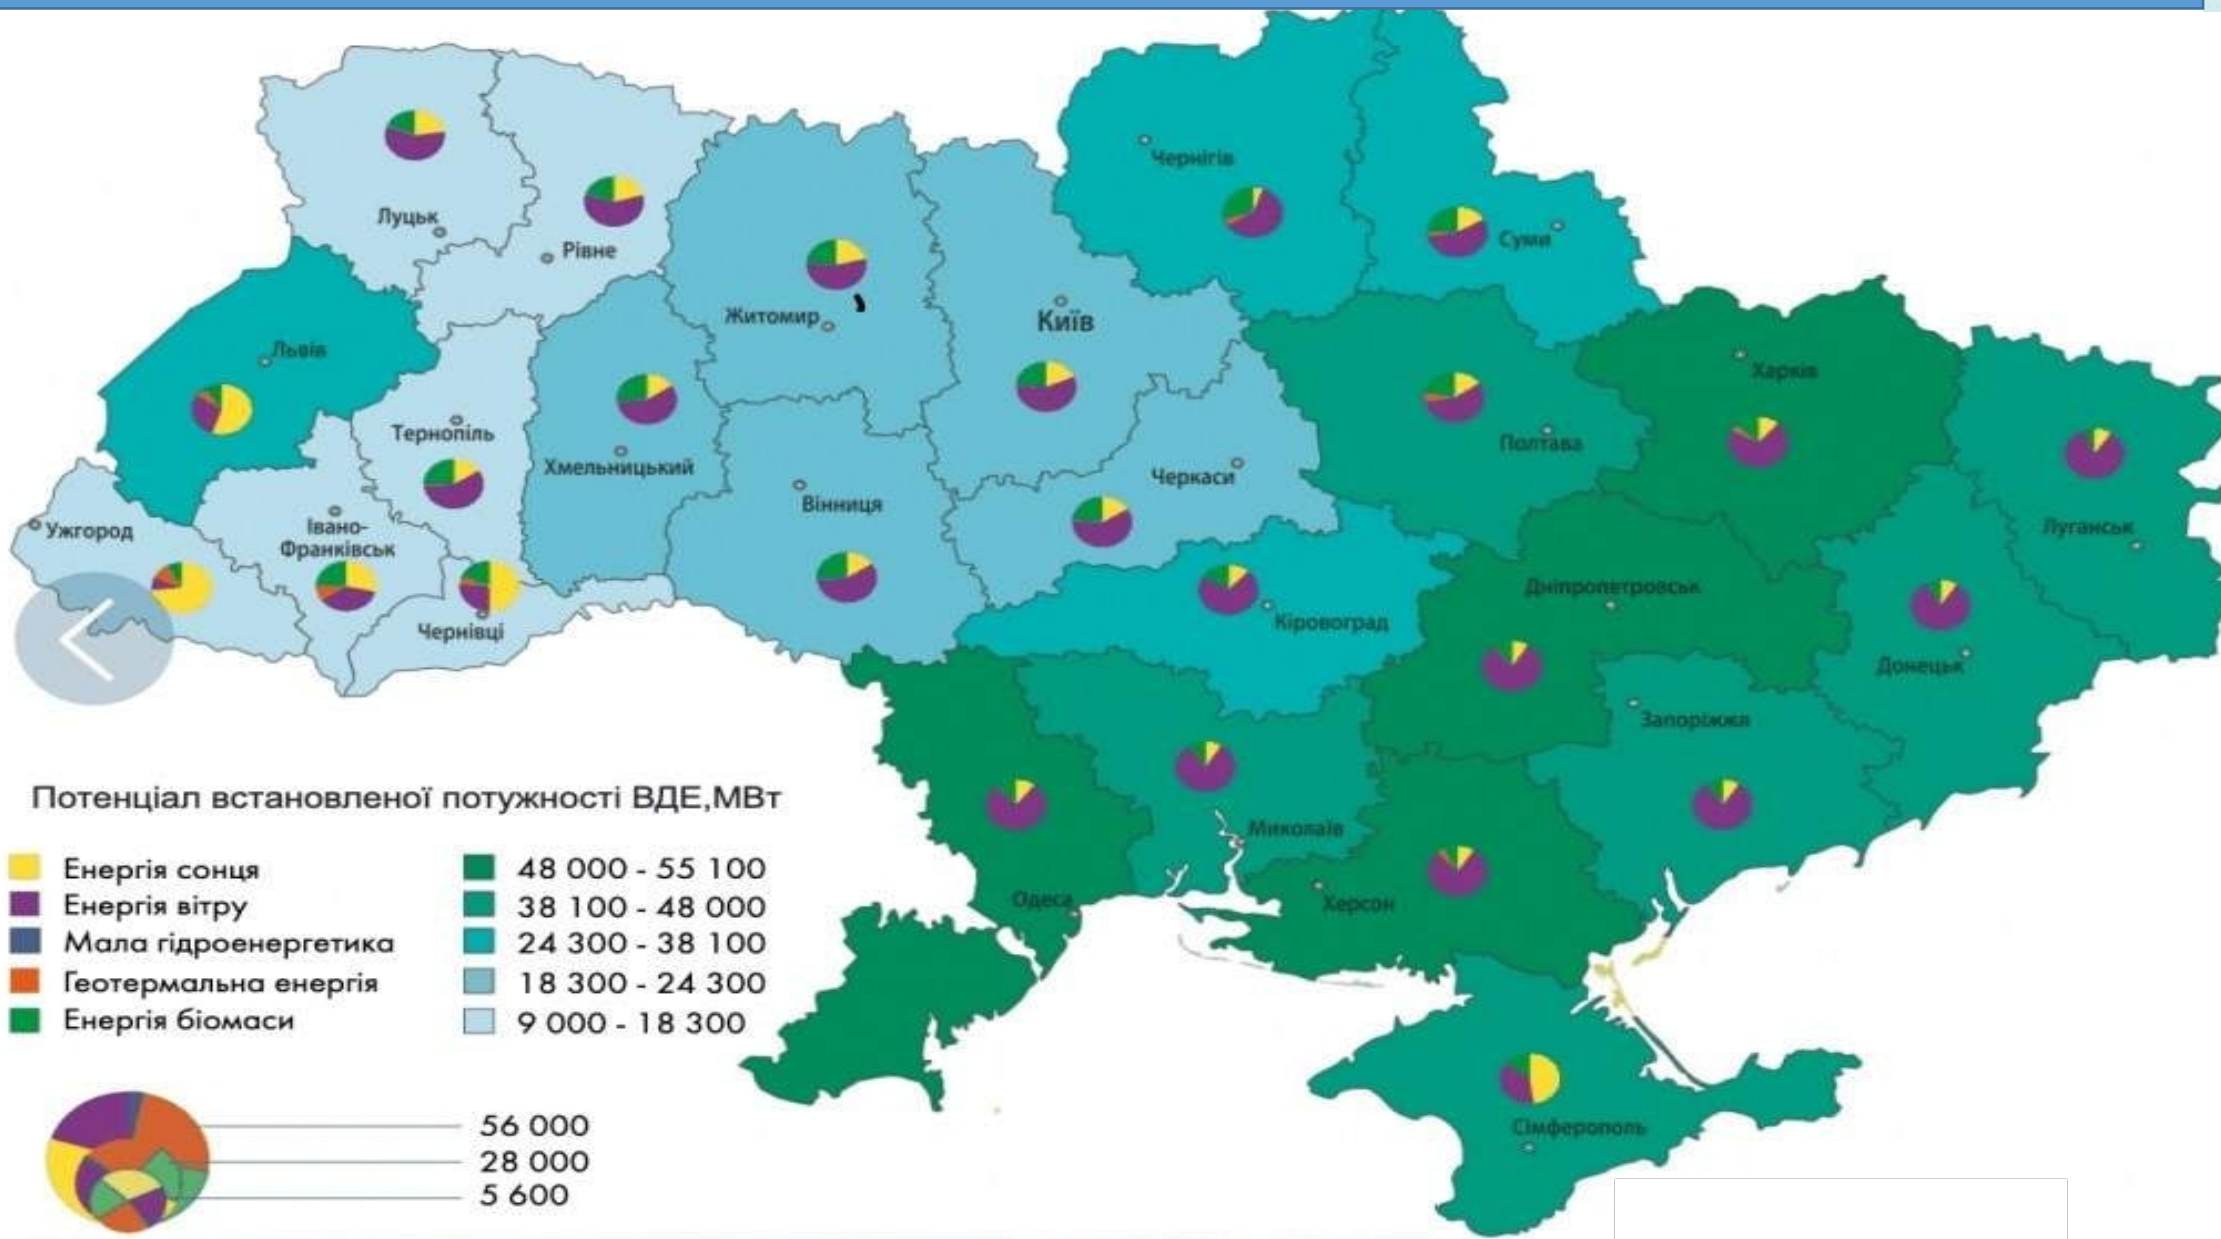 Чернігів
Суми
Луцьк
Рівне
Житомир
Київ
Львів
Харків
Тернопіль
Полтава
Хмельницький
Черкаси
Вінниця
Ужгород
Івано-
Франківськ
Луганськ
Дніпропетровськ
Кіровоград
Чернівці
Донецьк
Запоріжжя
Миколаїв
Одеса
Херсон
Сімферополь
Потенціал встановленої потужності ВДЕ,МВт
Енергія сонця
Енергія вітру
Мала гідроенергетика
Геотермальна енергія
Енергія біомаси
48 000 - 55 100
38 100 - 48 000
24 300 - 38 100
18 300 - 24 300
9 000 - 18 300
56 000
28 000
5 600